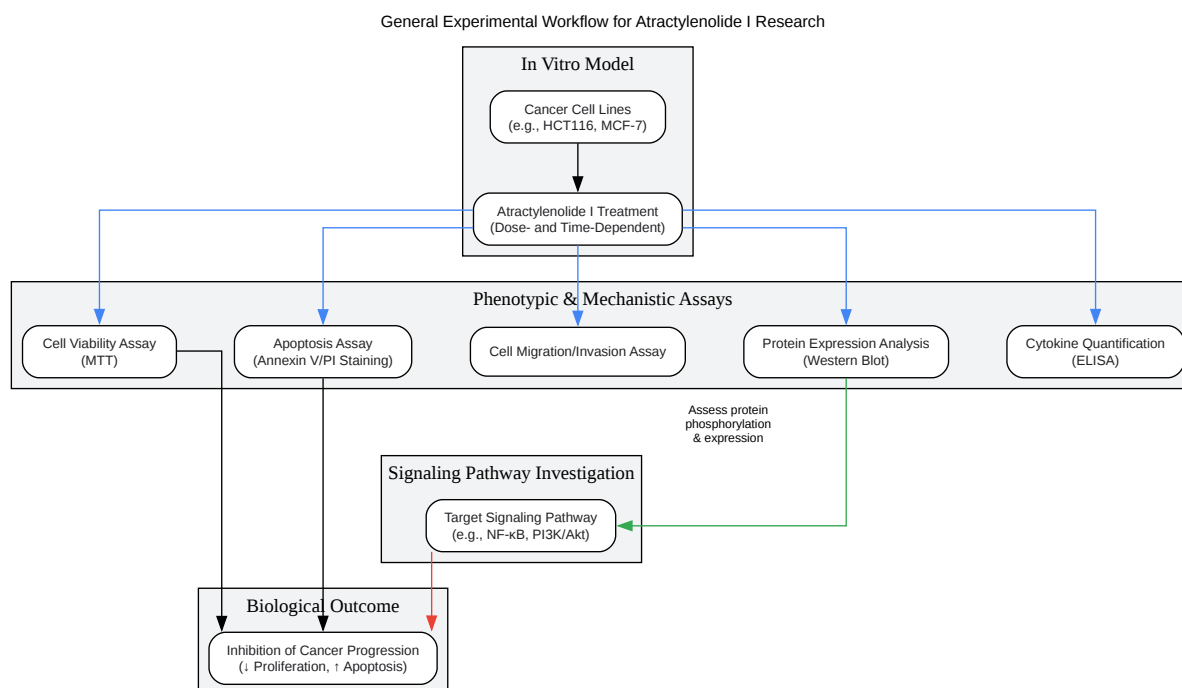 General Experimental Workflow for Atractylenolide I Research
In Vitro Model
Cancer Cell Lines
(e.g., HCT116, MCF-7)
Atractylenolide I Treatment
(Dose- and Time-Dependent)
Phenotypic & Mechanistic Assays
Cell Viability Assay
(MTT)
Apoptosis Assay
(Annexin V/PI Staining)
Cell Migration/Invasion Assay
Protein Expression Analysis
(Western Blot)
Cytokine Quantification
(ELISA)
Assess protein
phosphorylation
& expression
Signaling Pathway Investigation
Target Signaling Pathway
(e.g., NF-κB, PI3K/Akt)
Biological Outcome
Inhibition of Cancer Progression
(↓ Proliferation, ↑ Apoptosis)